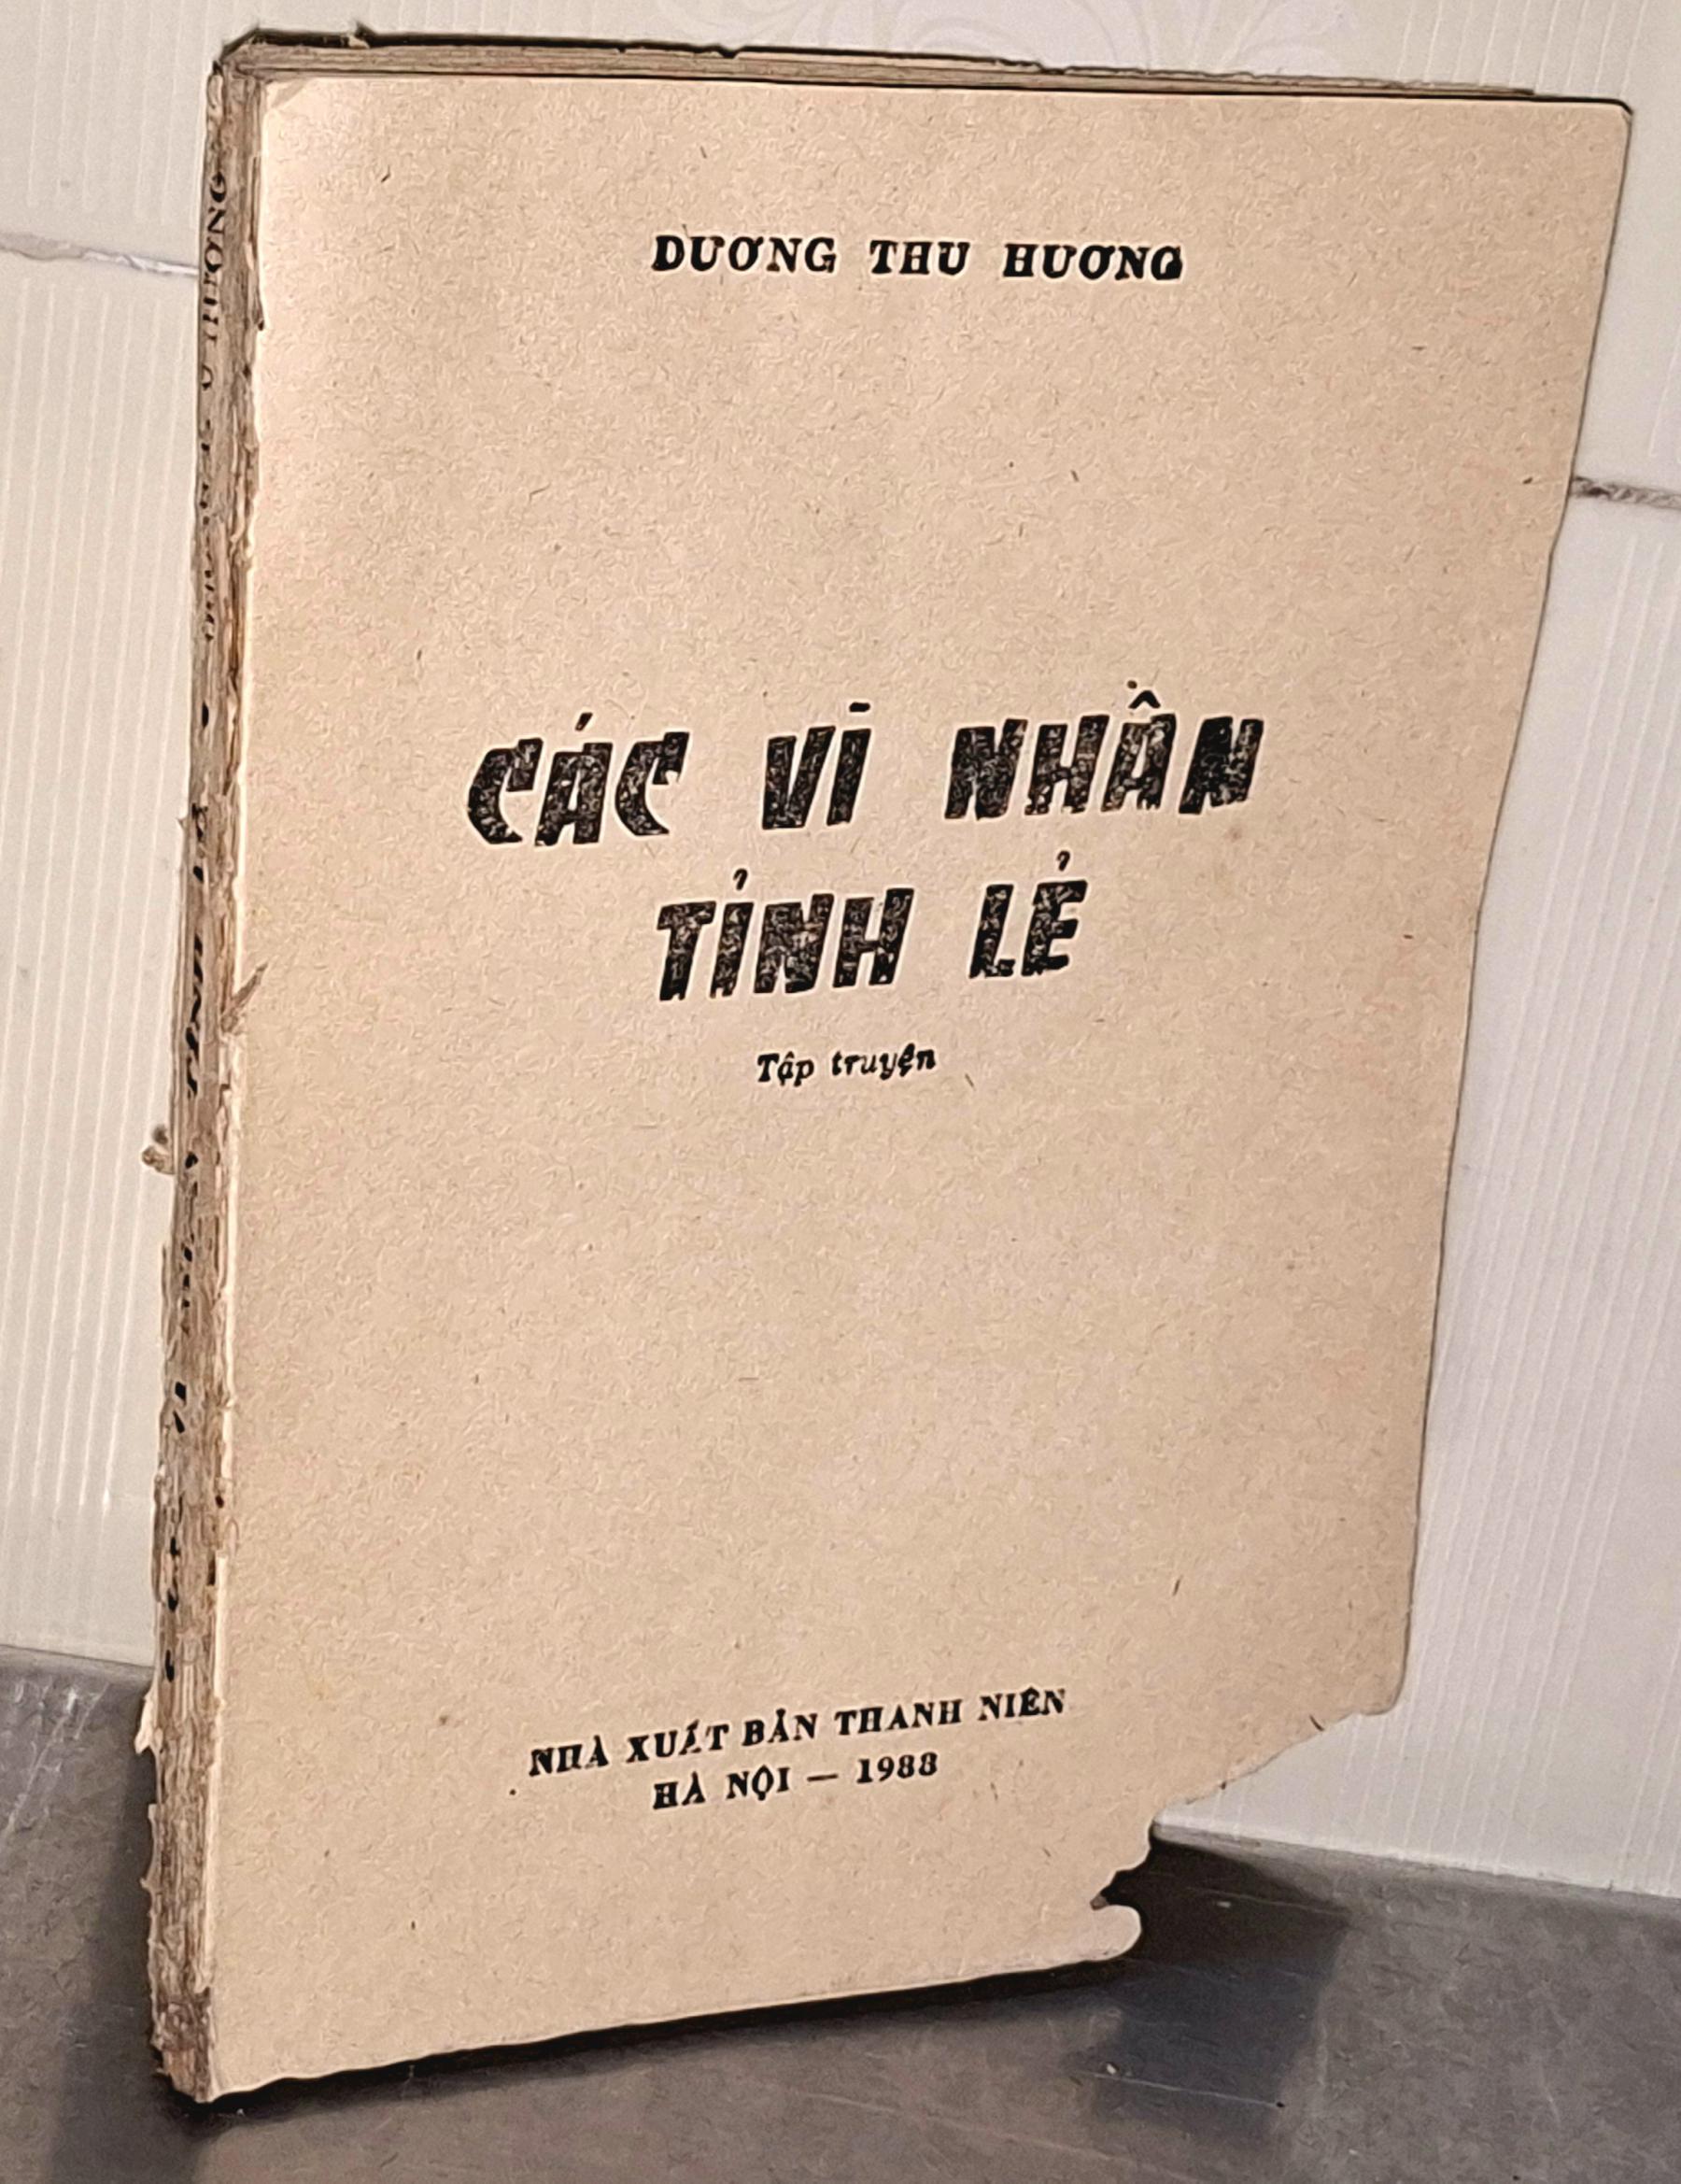 DƯƠNG THU HƯƠNG
CÁC VĨ NHÂN
TỈNH LẺ
Tập truyện
NHÀ XUẤT BẢN THANH NIÊN
HÀ NỘI — 1988